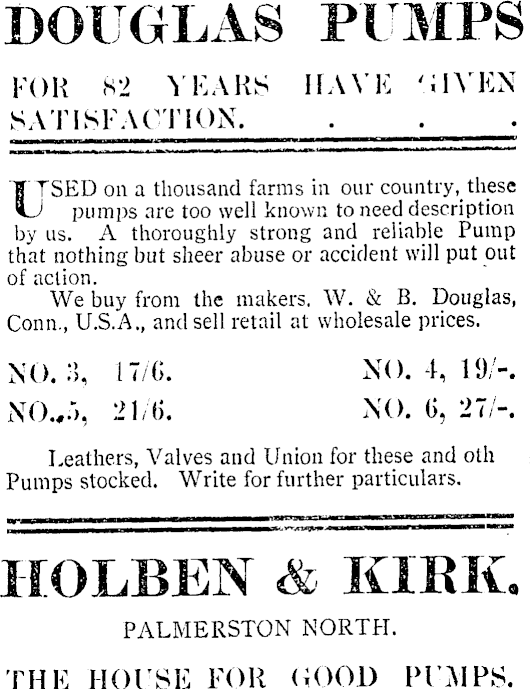 DOUGLAS PUMPS
FOR 82 YEARS HAVE GIVEN
SATISFACTION. . . .
USED on a thousand farms in our country, these
pumps are too well known to need description
by us. A thoroughly strong and reliable Pump
that nothing but sheer abuse or accident will put out
of action.
We buy from the makers, W. & B. Douglas,
Conn., U.S.A., and sell retail at wholesale prices.
NO. 3, 17/6. NO. 4, 19/-.
NO. 5, 21/6. NO. 6, 27/-.
Leathers, Valves and Union for these and oth
Pumps stocked. Write for further particulars.
HOLBEN & KIRK.
PALMERSTON NORTH.
THE HOUSE FOR GOOD PUMPS.